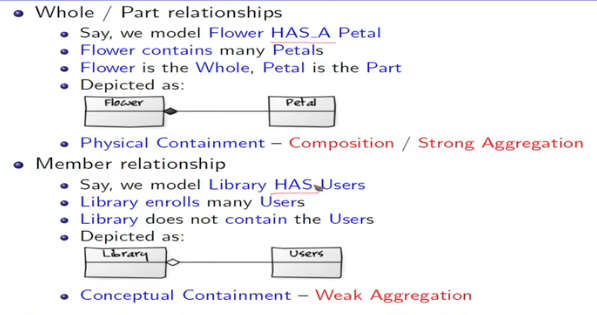 Whole / Part relationships
Say, we model Flower HAS_A Petal
Flower contains many Petals
Flower is the Whole, Petal is the Part
Depicted as:
Flower Petal
Physical Containment – Composition / Strong Aggregation
Member relationship
Say, we model Library HAS Users
Library enrolls many Users
Library does not contain the Users
Depicted as:
Library Users
Conceptual Containment – Weak Aggregation